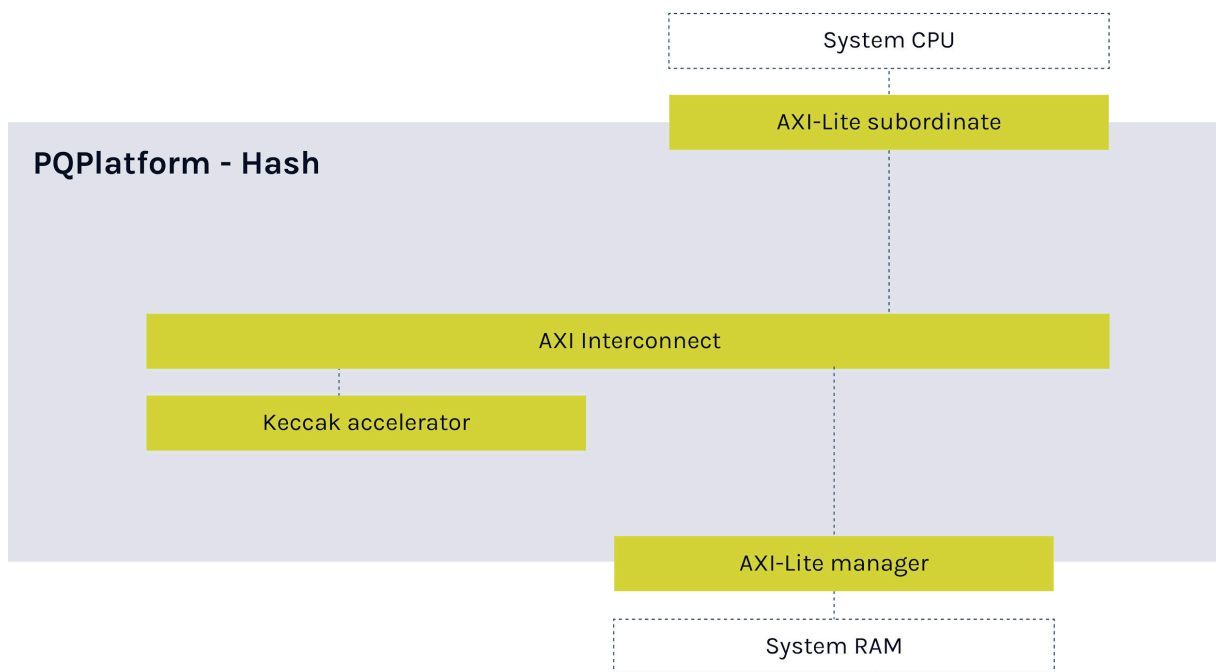 System CPU
AXI-Lite subordinate
PQPlatform - Hash
AXI Interconnect
Keccak accelerator
AXI-Lite manager
System RAM